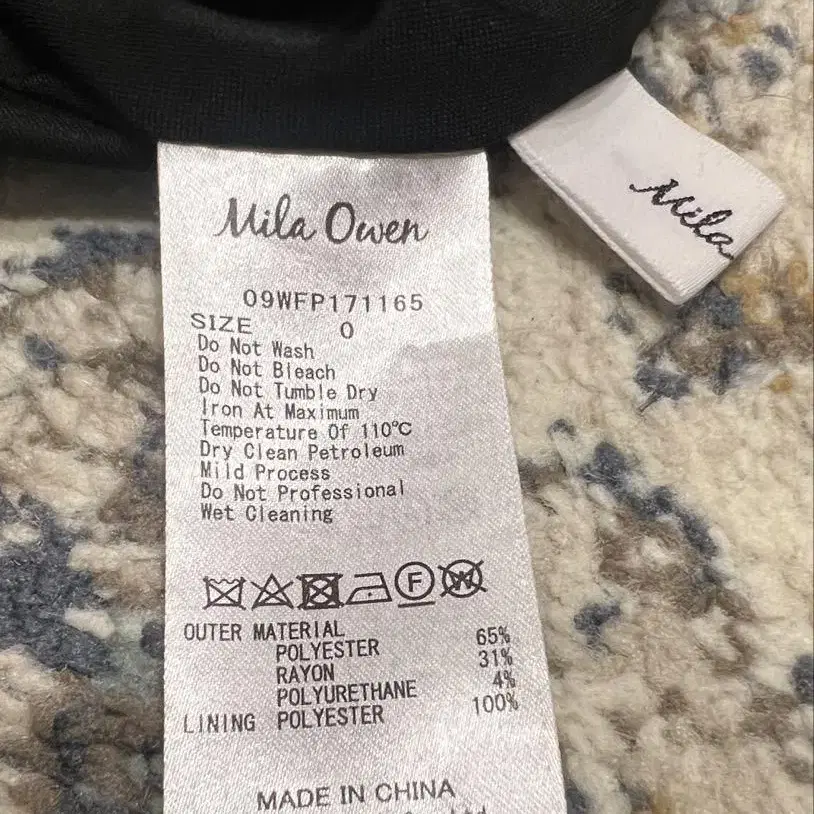 Mila Owen
Mila
09WFP171165
SIZE 0
Do Not Wash
Do Not Bleach
Do Not Tumble Dry
Iron At Maximum
Temperature Of 110℃
Dry Clean Petroleum
Mild Process
Do Not Professional
Wet Cleaning
F W
OUTER MATERIAL
POLYESTER 65%
RAYON 31%
POLYURETHANE 4%
LINING POLYESTER 100%
MADE IN CHINA